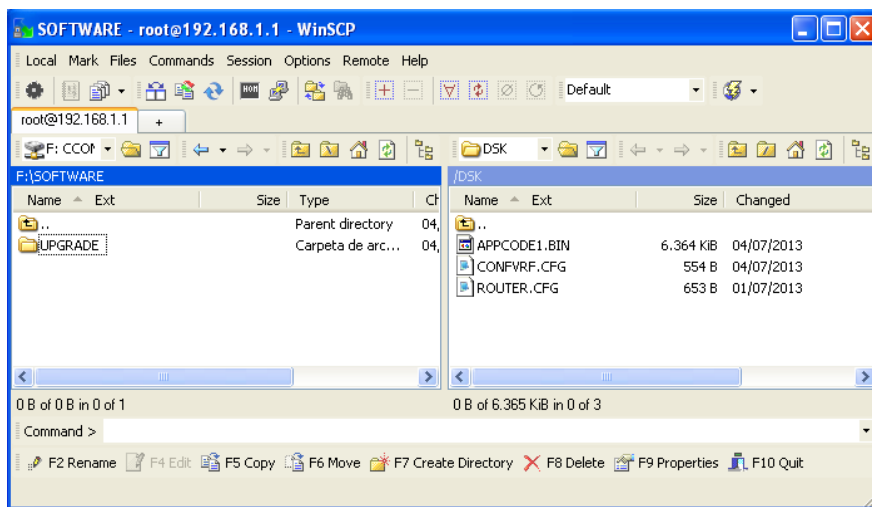 SOFTWARE - root@192.168.1.1 - WinSCP
Local Mark Files Commands Session Options Remote Help
Default
root@192.168.1.1 +
F: CCOM DSK
F:\SOFTWARE /DSK
Name Ext Size Type Ch Name Ext Size Changed
.. Parent directory 04, ..
UPGRADE Carpeta de arc... 04, APPCODE1.BIN 6.364 KiB 04/07/2013
CONFVRF.CFG 554 B 04/07/2013
ROUTER.CFG 653 B 01/07/2013
0 B of 0 B in 0 of 1 0 B of 6.365 KiB in 0 of 3
Command >
F2 Rename F4 Edit F5 Copy F6 Move F7 Create Directory F8 Delete F9 Properties F10 Quit